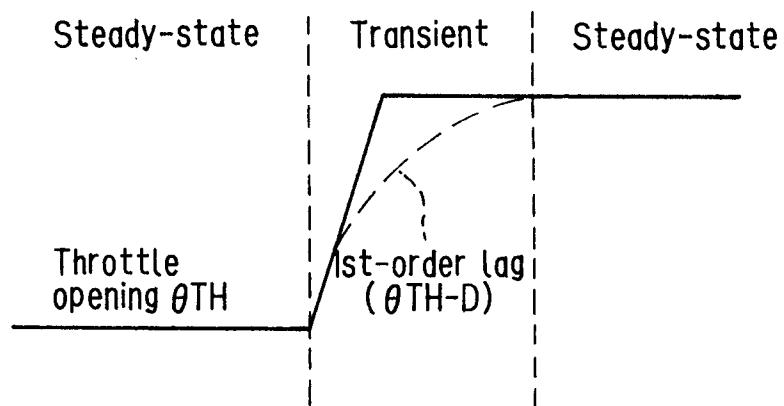 Steady-state
Transient
Steady-state
Throttle
opening θTH
1st-order lag
(θTH-D)